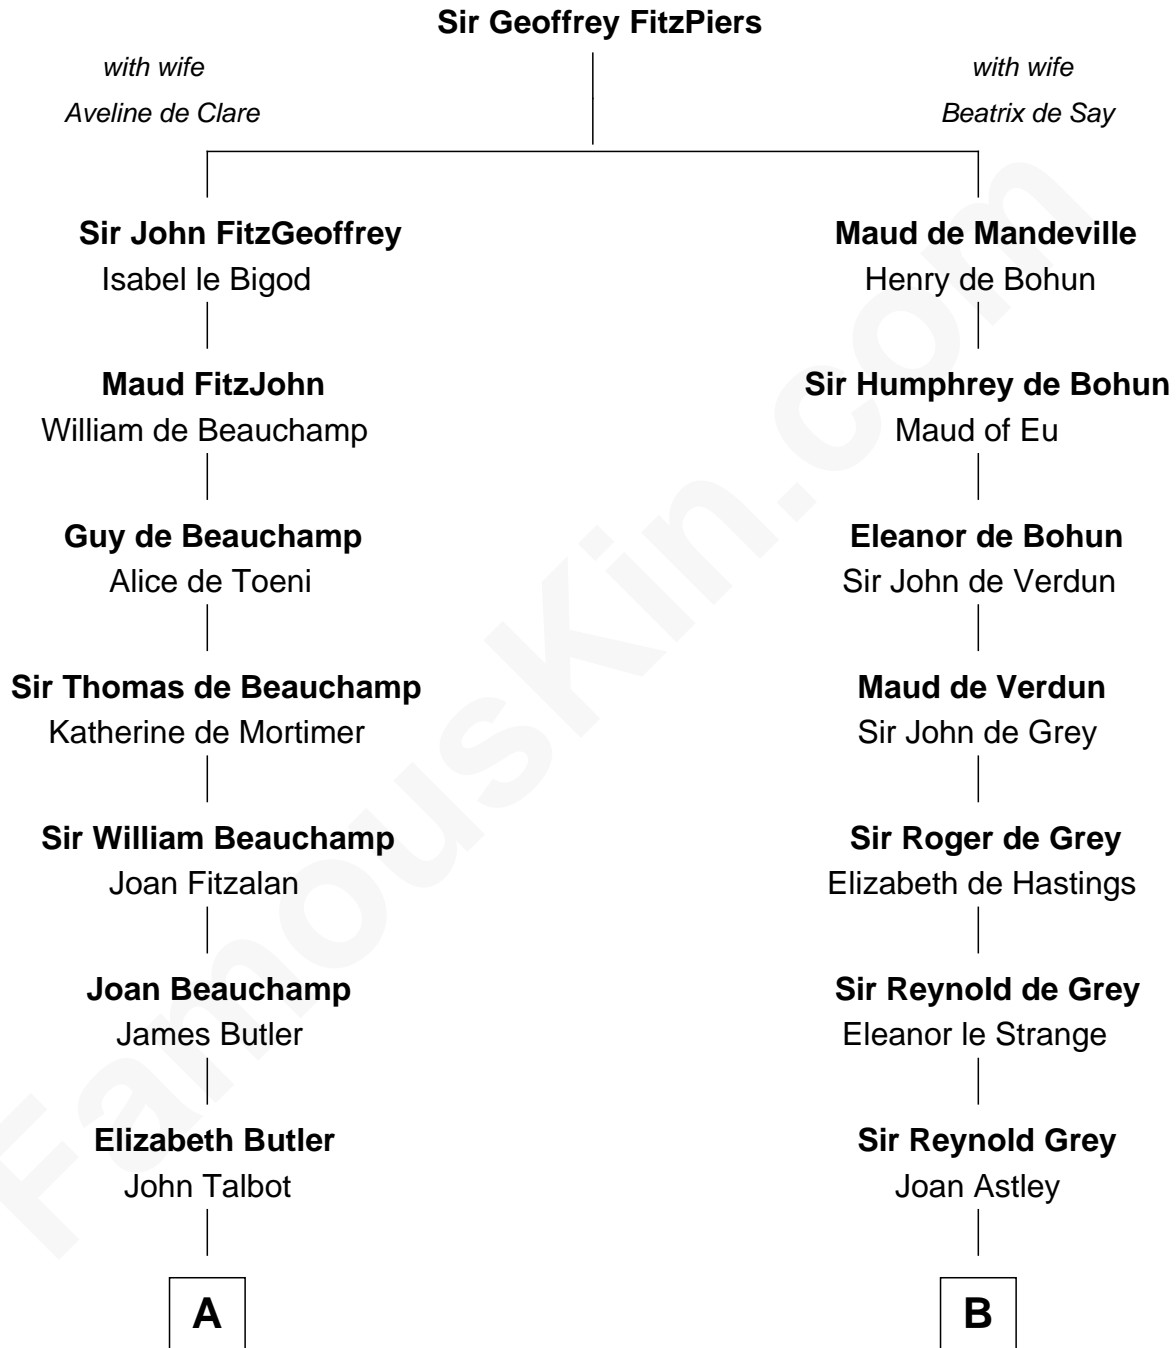 Sir Geoffrey FitzPiers
with wife
Aveline de Clare
with wife
Beatrix de Say
Sir John FitzGeoffrey
Isabel le Bigod
Maud de Mandeville
Henry de Bohun
Maud FitzJohn
William de Beauchamp
Sir Humphrey de Bohun
Maud of Eu
Guy de Beauchamp
Alice de Toeni
Eleanor de Bohun
Sir John de Verdun
Sir Thomas de Beauchamp
Katherine de Mortimer
Maud de Verdun
Sir John de Grey
Sir William Beauchamp
Joan Fitzalan
Sir Roger de Grey
Elizabeth de Hastings
Joan Beauchamp
James Butler
Sir Reynold de Grey
Eleanor le Strange
Elizabeth Butler
John Talbot
Sir Reynold Grey
Joan Astley
A
B
FamousKin.com